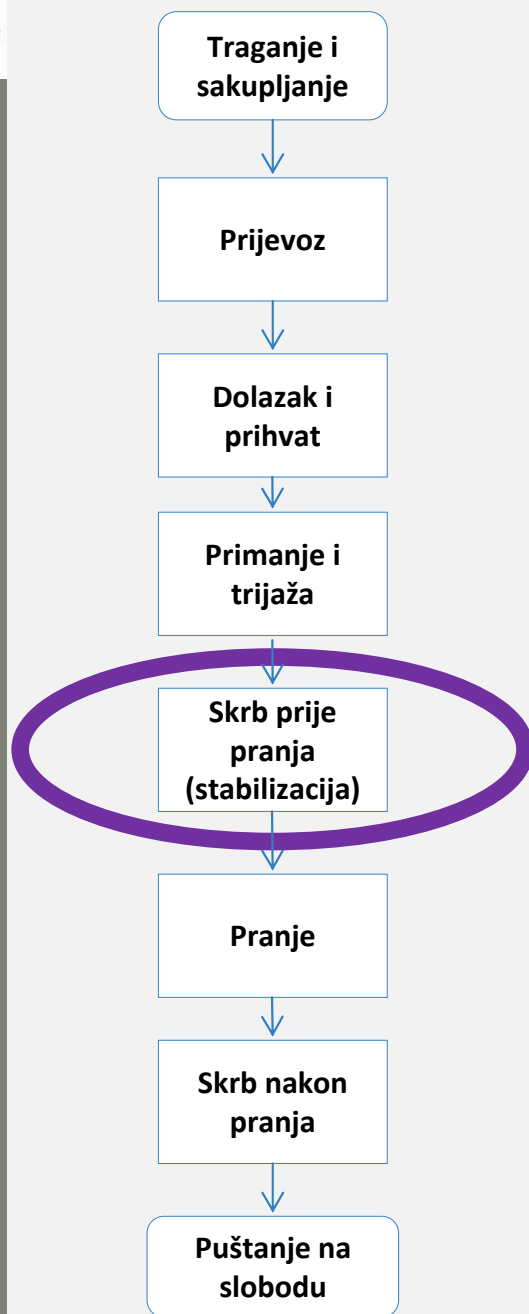 Traganje i
sakupljanje
Prijevoz
Dolazak i
prihvat
Primanje i
trijaža
Skrb prije
pranja
(stabilizacija)
Pranje
Skrb nakon
pranja
Puštanje na
slobodu